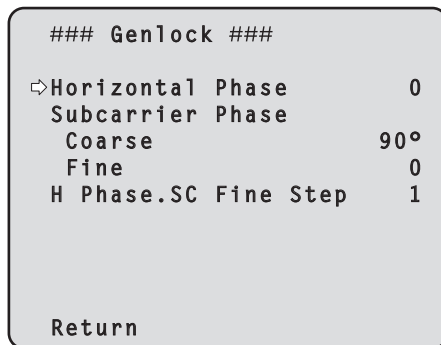 ### Genlock ###
⇨Horizontal Phase 0
Subcarrier Phase
Coarse 90°
Fine 0
H Phase.SC Fine Step 1
Return